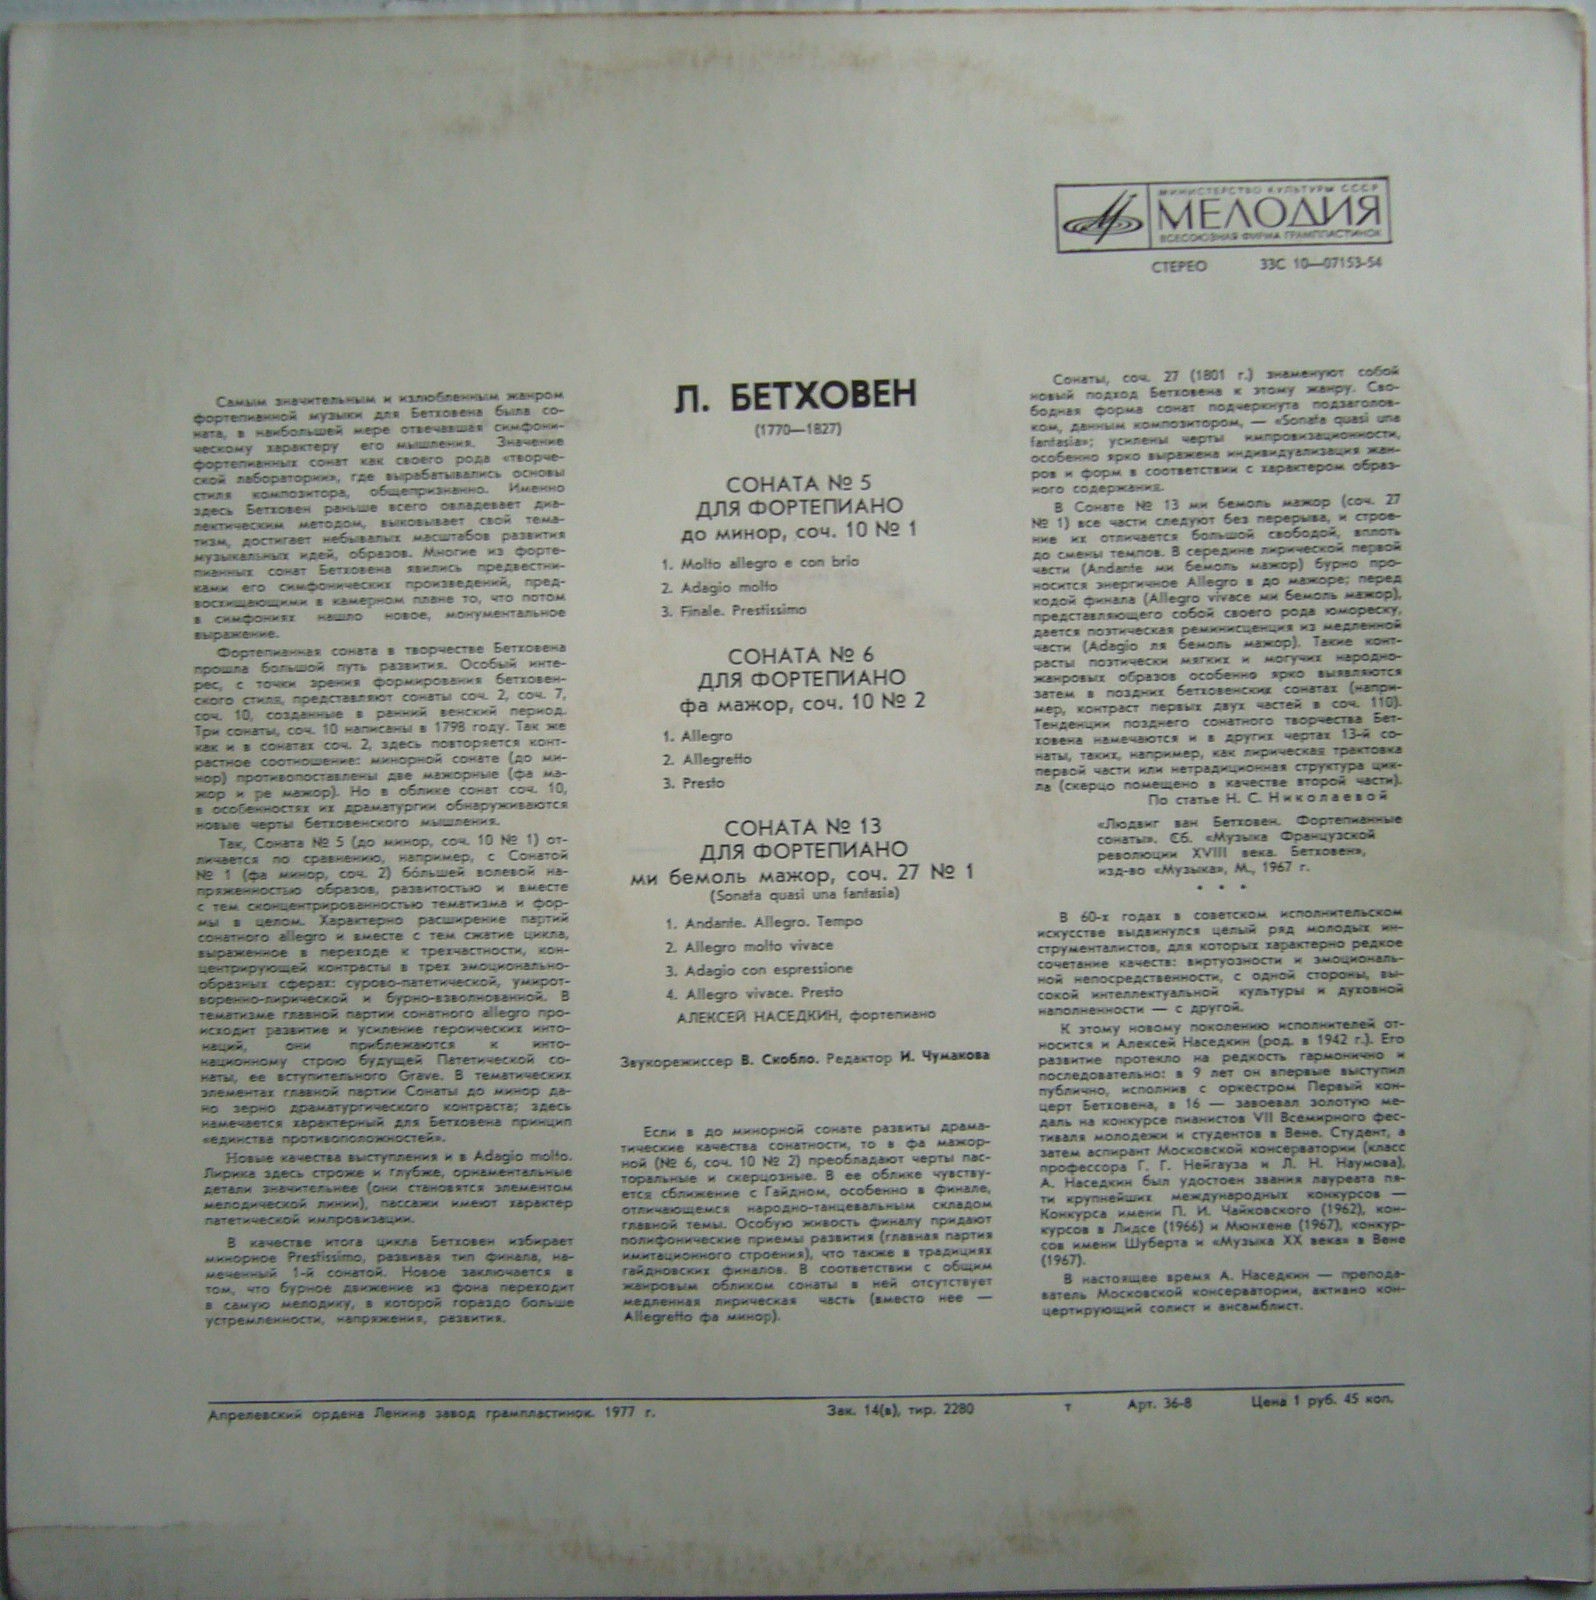 МИНИСТЕРСТВО КУЛЬТУРЫ СССР
МЕЛОДИЯ
ВСЕСОЮЗНАЯ ФИРМА ГРАМПЛАСТИНОК
СТЕРЕО 33С 10—07153-54
Самым значительным и излюбленным жанром
фортепианной музыки для Бетховена была со-
ната, в наибольшей мере отвечавшая симфони-
ческому характеру его мышления. Значение
фортепианных сонат как своего рода «творче-
ской лаборатории», где вырабатывались основы
стиля композитора, общепризнанно. Именно
здесь Бетховен раньше всего овладевает диа-
лектическим методом, выковывает свой тема-
тизм, достигает небывалых масштабов развития
музыкальных идей, образов. Многие из форте-
пианных сонат Бетховена явились предвестни-
ками его симфонических произведений, пред-
восхищающими в камерном плане то, что потом
в симфониях нашло новое, монументальное
выражение.
Фортепианная соната в творчестве Бетховена
прошла большой путь развития. Особый инте-
рес, с точки зрения формирования бетховен-
ского стиля, представляют сонаты соч. 2, соч. 7,
соч. 10, созданные в ранний венский период.
Три сонаты, соч. 10 написаны в 1798 году. Так же
как и в сонатах соч. 2, здесь повторяется конт-
растное соотношение: минорной сонате (до ми-
нор) противопоставлены две мажорные (фа ма-
жор и ре мажор). Но в облике сонат соч. 10,
в особенностях их драматургии обнаруживаются
новые черты бетховенского мышления.
Так, Соната № 5 (до минор, соч. 10 № 1) от-
личается по сравнению, например, с Сонатой
№ 1 (фа минор, соч. 2) бóльшей волевой на-
пряженностью образов, развитостью и вместе
с тем сконцентрированностью тематизма и фор-
мы в целом. Характерно расширение партий
сонатного allegro и вместе с тем сжатие цикла,
выраженное в переходе к трехчастности, кон-
центрирующей контрасты в трех эмоционально-
образных сферах: сурово-патетической, умирот-
воренно-лирической и бурно-взволнованной. В
тематизме главной партии сонатного allegro про-
исходит развитие и усиление героических инто-
наций, они приближаются к инто-
национному строю будущей Патетической со-
наты, ее вступительного Grave. В тематических
элементах главной партии Сонаты до минор да-
но зерно драматургического контраста; здесь
намечается характерный для Бетховена принцип
«единства противоположностей».
Новые качества выступления и в Adagio molto.
Лирика здесь строже и глубже, орнаментальные
детали значительнее (они становятся элементом
мелодической линии), пассажи имеют характер
патетической импровизации.
В качестве итога цикла Бетховен избирает
минорное Prestissimo, развивая тип финала, на-
меченный 1-й сонатой. Новое заключается в
том, что бурное движение из фона переходит
в самую мелодику, в которой гораздо больше
устремленности, напряжения, развития.
Л. БЕТХОВЕН
(1770—1827)
СОНАТА № 5
ДЛЯ ФОРТЕПИАНО
до минор, соч. 10 № 1
1. Molto allegro e con brio
2. Adagio molto
3. Finale. Prestissimo
СОНАТА № 6
ДЛЯ ФОРТЕПИАНО
фа мажор, соч. 10 № 2
1. Allegro
2. Allegretto
3. Presto
СОНАТА № 13
ДЛЯ ФОРТЕПИАНО
ми бемоль мажор, соч. 27 № 1
(Sonata quasi una fantasia)
1. Andante. Allegro. Tempo
2. Allegro molto vivace
3. Adagio con espressione
4. Allegro vivace. Presto
АЛЕКСЕЙ НАСЕДКИН, фортепиано
Звукорежиссер В. Скобло. Редактор И. Чумакова
Если в до минорной сонате развиты драма-
тические качества сонатности, то в фа мажор-
ной (№ 6, соч. 10 № 2) преобладают черты пас-
торальные и скерцозные. В ее облике чувству-
ется сближение с Гайдном, особенно в финале,
отличающемся народно-танцевальным складом
главной темы. Особую живость финалу придают
полифонические приемы развития (главная партия
имитационного строения), что также в традициях
гайдновских финалов. В соответствии с общим
жанровым обликом сонаты в ней отсутствует
медленная лирическая часть (вместо нее —
Allegretto фа минор).
Сонаты, соч. 27 (1801 г.) знаменуют собой
новый подход Бетховена к этому жанру. Сво-
бодная форма сонат подчеркнута подзаголов-
ком, данным композитором, — «Sonata quasi una
fantasia»; усилены черты импровизационности,
особенно ярко выражена индивидуализация жан-
ров и форм в соответствии с характером образ-
ного содержания.
В Сонате № 13 ми бемоль мажор (соч. 27
№ 1) все части следуют без перерыва, и строе-
ние их отличается большой свободой, вплоть
до смены темпов. В середине лирической первой
части (Andante ми бемоль мажор) бурно про-
носится энергичное Allegro в до мажоре; перед
кодой финала (Allegro vivace ми бемоль мажор),
представляющего собой своего рода юмореску,
дается поэтическая реминисценция из медленной
части (Adagio ля бемоль мажор). Такие конт-
расты поэтически мягких и могучих народно-
жанровых образов особенно ярко выявляются
затем в поздних бетховенских сонатах (напри-
мер, контраст первых двух частей в соч. 110).
Тенденции позднего сонатного творчества Бет-
ховена намечаются и в других чертах 13-й со-
наты, таких, например, как лирическая трактовка
первой части или нетрадиционная структура цик-
ла (скерцо помещено в качестве второй части).
По статье Н. С. Николаевой
«Людвиг ван Бетховен. Фортепианные
сонаты». Сб. «Музыка Французской
революции XVIII века. Бетховен»,
изд-во «Музыка», М., 1967 г.
• • •
В 60-х годах в советском исполнительском
искусстве выдвинулся целый ряд молодых ин-
струменталистов, для которых характерно редкое
сочетание качеств: виртуозности и эмоциональ-
ной непосредственности, с одной стороны, вы-
сокой интеллектуальной культуры и духовной
наполненности — с другой.
К этому новому поколению исполнителей от-
носится и Алексей Наседкин (род. в 1942 г.). Его
развитие протекло на редкость гармонично и
последовательно: в 9 лет он впервые выступил
публично, исполнив с оркестром Первый кон-
церт Бетховена, в 16 — завоевал золотую ме-
даль на конкурсе пианистов VII Всемирного фес-
тиваля молодежи и студентов в Вене. Студент, а
затем аспирант Московской консерватории (класс
профессора Г. Г. Нейгауза и Л. Н. Наумова),
А. Наседкин был удостоен звания лауреата пя-
ти крупнейших международных конкурсов —
Конкурса имени П. И. Чайковского (1962), кон-
курсов в Лидсе (1966) и Мюнхене (1967), конкур-
сов имени Шуберта и «Музыка XX века» в Вене
(1967).
В настоящее время А. Наседкин — препода-
ватель Московской консерватории, активно кон-
цертирующий солист и ансамблист.
Апрелевский ордена Ленина завод грампластинок. 1977 г. Зак. 14(в), тир. 2280 т Арт. 36-8 Цена 1 руб. 45 коп.